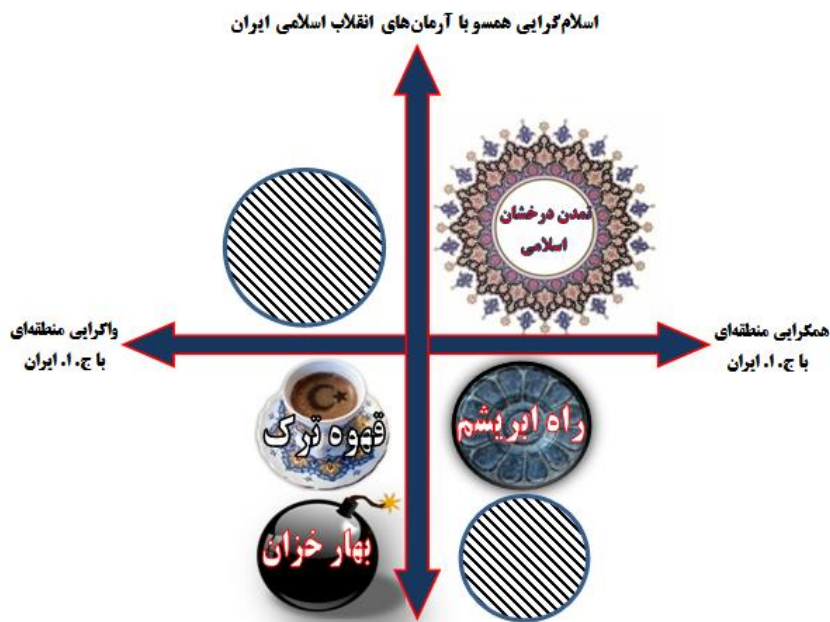 اسلام‌گرایی همسو با آرمان‌های انقلاب اسلامی ایران
تمدن درخشان
اسلامی
همگرایی منطقه‌ای
با ج. ا. ایران
واگرایی منطقه‌ای
با ج. ا. ایران
راه ابریشم
قهوه ترک
بهار خزان